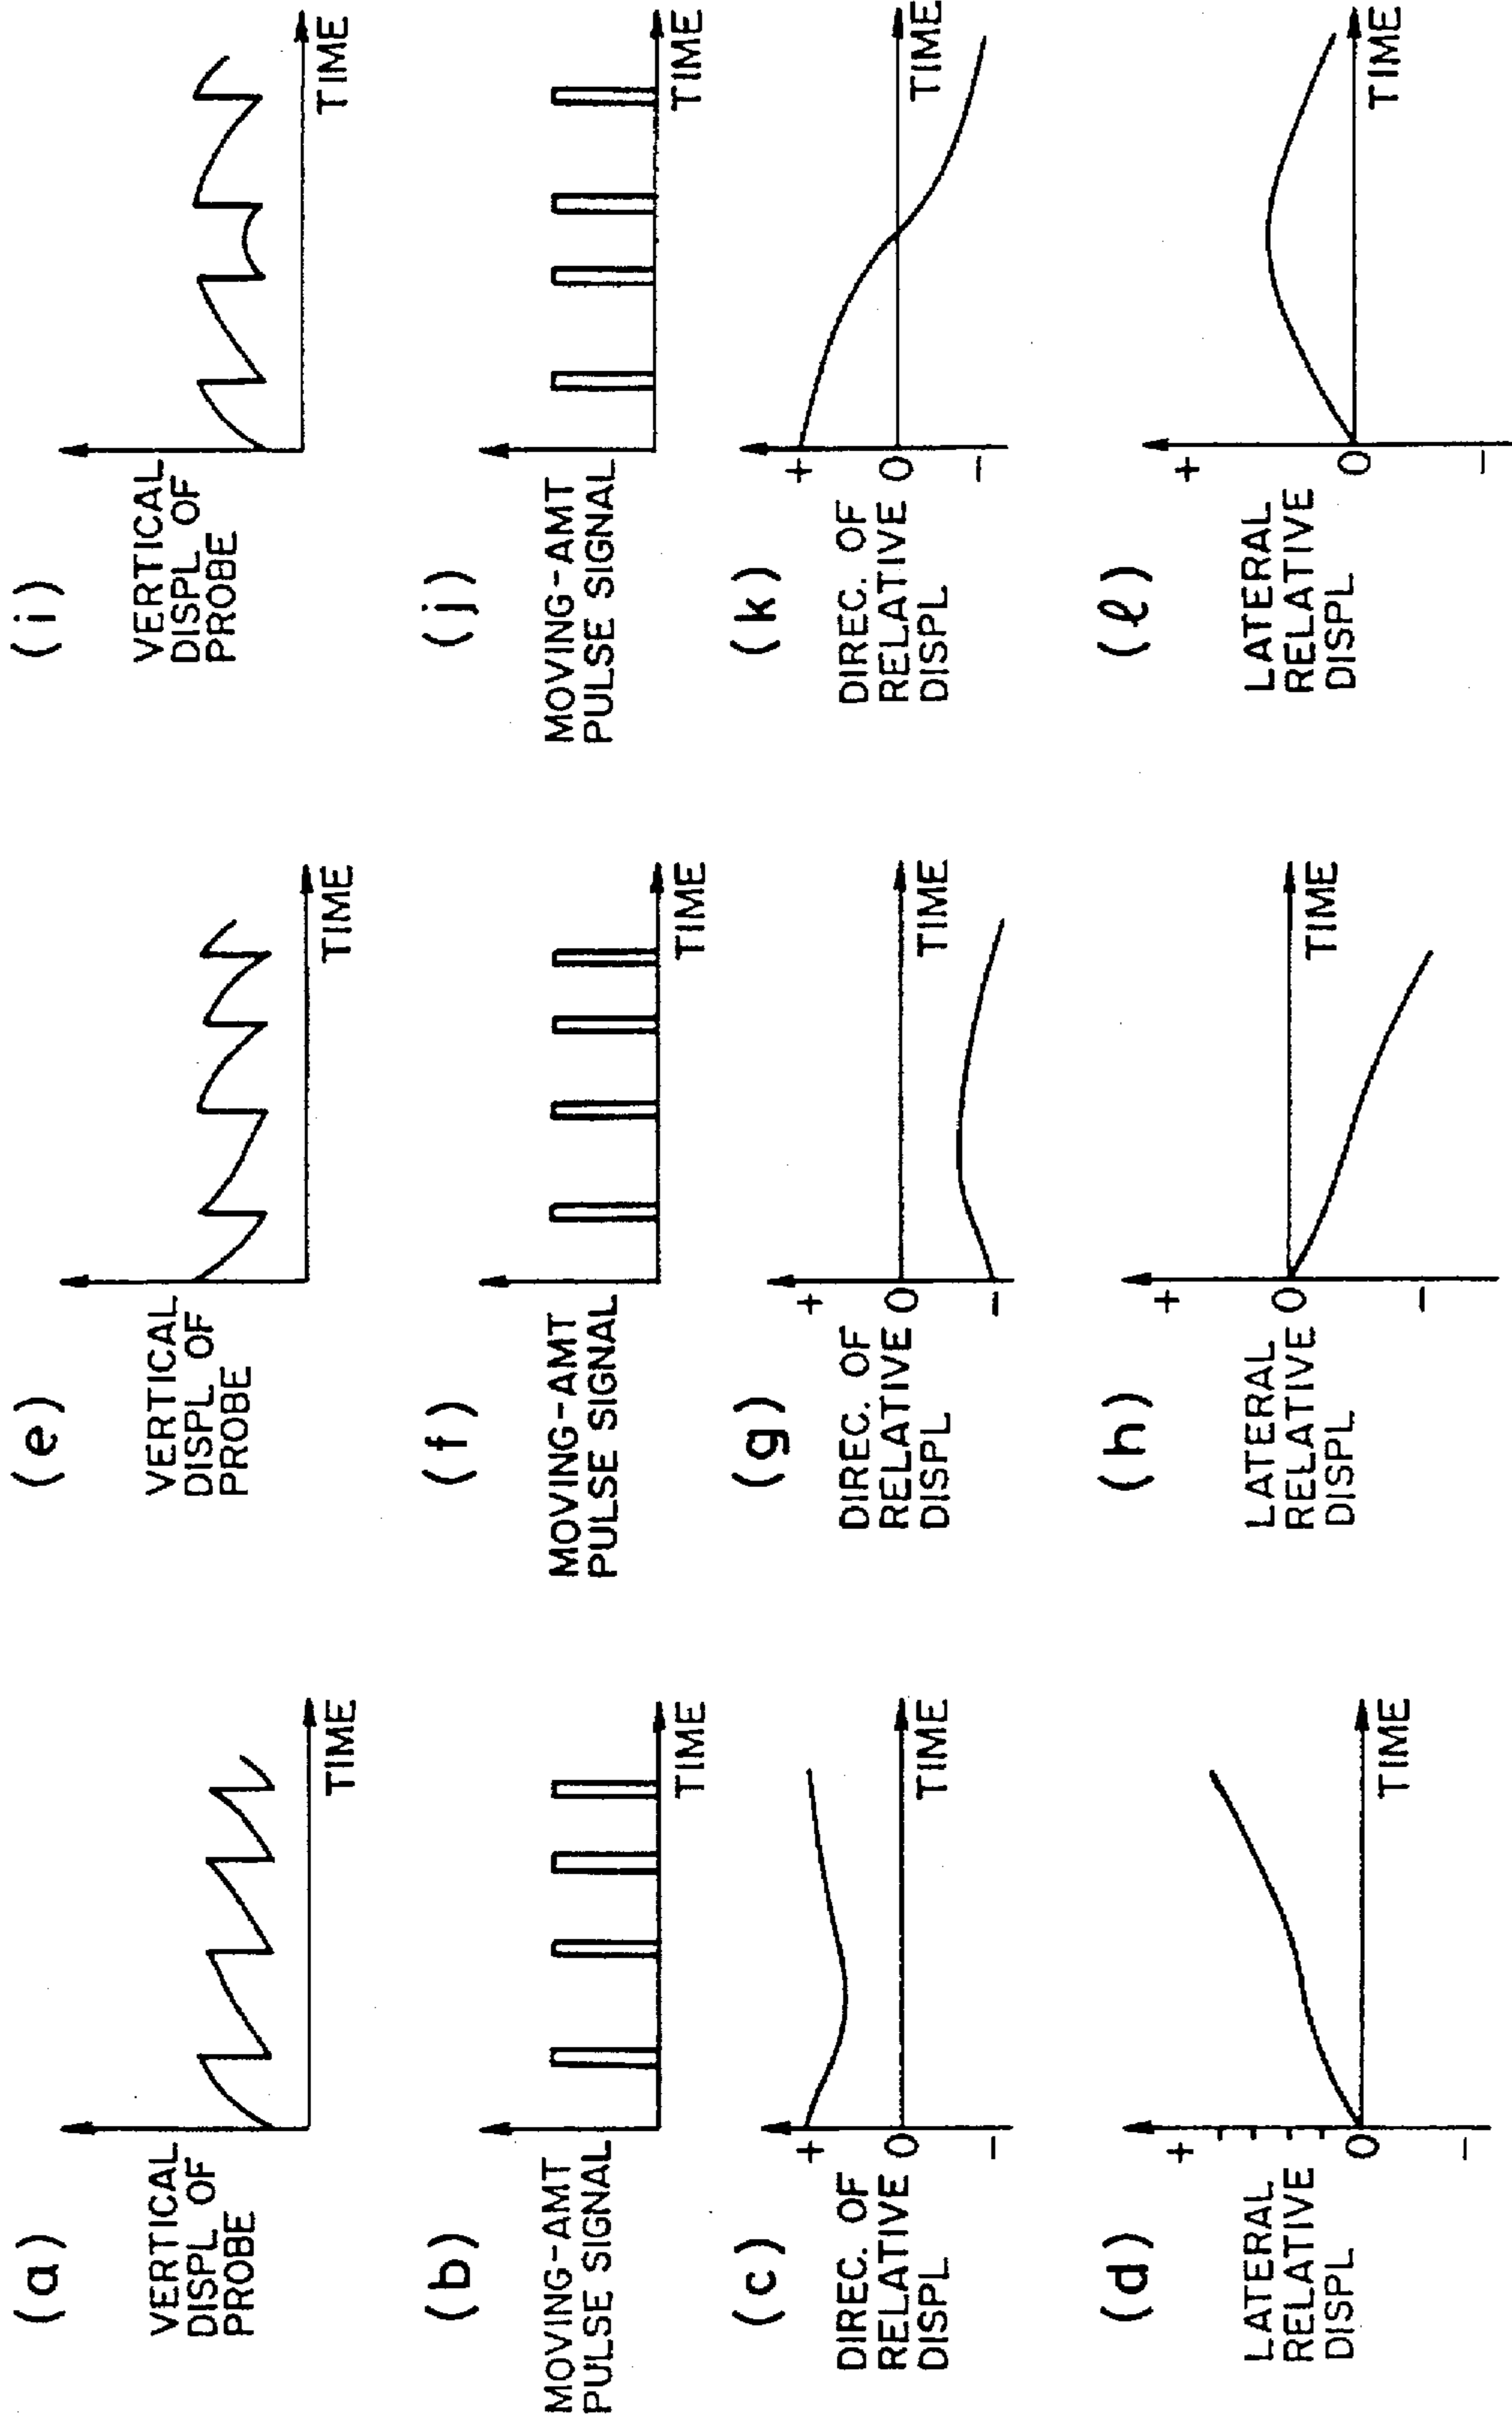 (a)
VERTICAL
DISPL OF
PROBE
TIME
(b)
MOVING-AMT
PULSE SIGNAL
TIME
(c)
DIREC. OF
RELATIVE
DISPL
+
0
-
TIME
(d)
LATERAL
RELATIVE
DISPL
+
0
-
TIME
(e)
VERTICAL
DISPL OF
PROBE
TIME
(f)
MOVING-AMT
PULSE SIGNAL
TIME
(g)
DIREC. OF
RELATIVE
DISPL
+
0
-
TIME
(h)
LATERAL
RELATIVE
DISPL
+
0
-
TIME
(i)
VERTICAL
DISPL OF
PROBE
TIME
(j)
MOVING-AMT
PULSE SIGNAL
TIME
(k)
DIREC. OF
RELATIVE
DISPL
+
0
-
TIME
(ℓ)
LATERAL
RELATIVE
DISPL
+
0
-
TIME